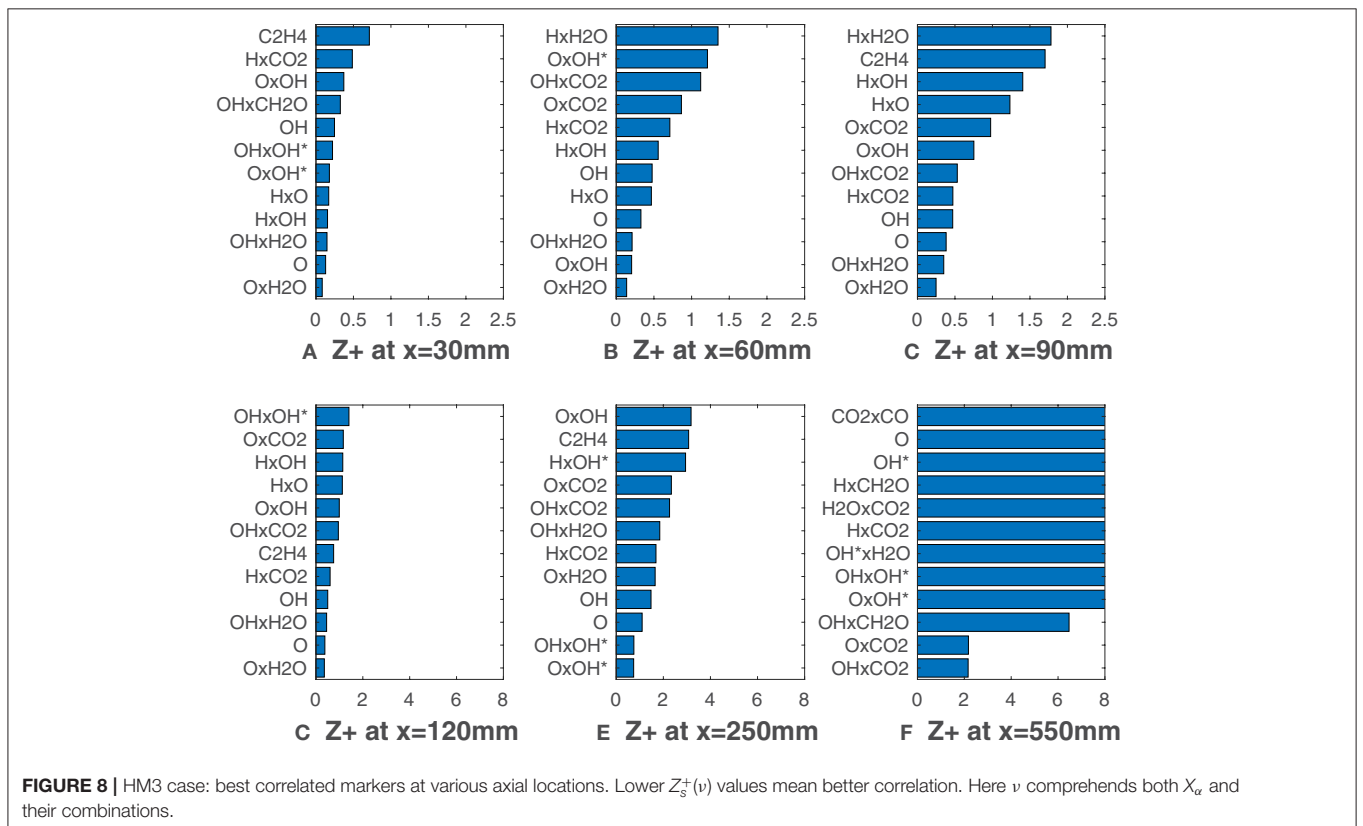 C2H4
HxCO2
OxOH
OHxCH2O
OH
OHxOH*
OxOH*
HxO
HxOH
OHxH2O
O
OxH2O
0 0.5 1 1.5 2 2.5
A Z+ at x=30mm
HxH2O
OxOH*
OHxCO2
OxCO2
HxCO2
HxOH
OH
HxO
O
OHxH2O
OxOH
OxH2O
0 0.5 1 1.5 2 2.5
B Z+ at x=60mm
HxH2O
C2H4
HxOH
HxO
OxCO2
OxOH
OHxCO2
HxCO2
OH
O
OHxH2O
OxH2O
0 0.5 1 1.5 2 2.5
C Z+ at x=90mm
OHxOH*
OxCO2
HxOH
HxO
OxOH
OHxCO2
C2H4
HxCO2
OH
OHxH2O
O
OxH2O
0 2 4 6 8
C Z+ at x=120mm
OxOH
C2H4
HxOH*
OxCO2
OHxCO2
OHxH2O
HxCO2
OxH2O
OH
O
OHxOH*
OxOH*
0 2 4 6 8
E Z+ at x=250mm
CO2xCO
O
OH*
HxCH2O
H2OxCO2
HxCO2
OH*xH2O
OHxOH*
OxOH*
OHxCH2O
OxCO2
OHxCO2
0 2 4 6 8
F Z+ at x=550mm
FIGURE 8 | HM3 case: best correlated markers at various axial locations. Lower Zₛ⁺(ν) values mean better correlation. Here ν comprehends both Xα and
their combinations.